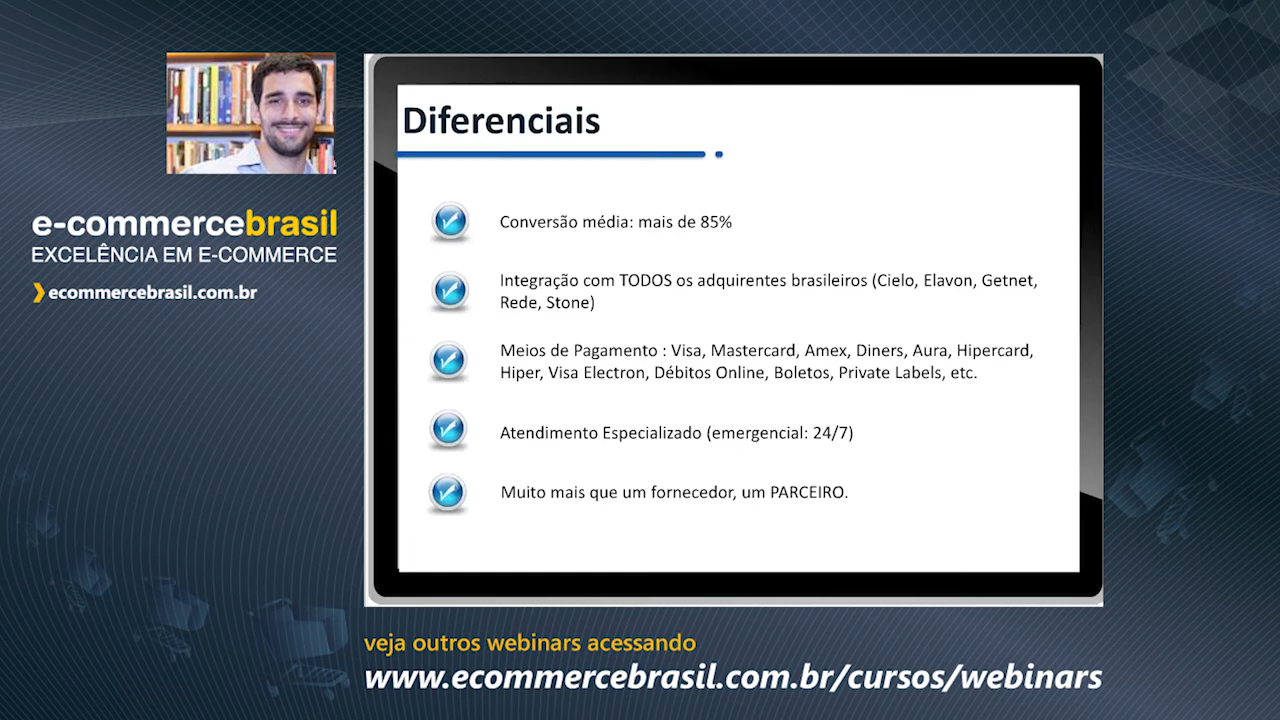 e-commercebrasil
EXCELÊNCIA EM E-COMMERCE
ecommercebrasil.com.br
Diferenciais
Conversão média: mais de 85%
Integração com TODOS os adquirentes brasileiros (Cielo, Elavon, Getnet,
Rede, Stone)
Meios de Pagamento : Visa, Mastercard, Amex, Diners, Aura, Hipercard,
Hiper, Visa Electron, Débitos Online, Boletos, Private Labels, etc.
Atendimento Especializado (emergencial: 24/7)
Muito mais que um fornecedor, um PARCEIRO.
veja outros webinars acessando
www.ecommercebrasil.com.br/cursos/webinars